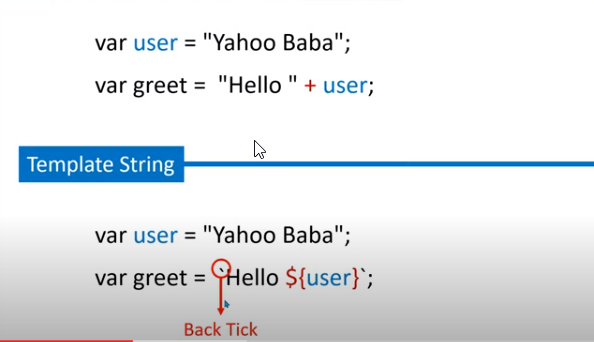 var user = "Yahoo Baba";
var greet = "Hello " + user;
Template String
var user = "Yahoo Baba";
var greet = `Hello ${user}`;
Back Tick